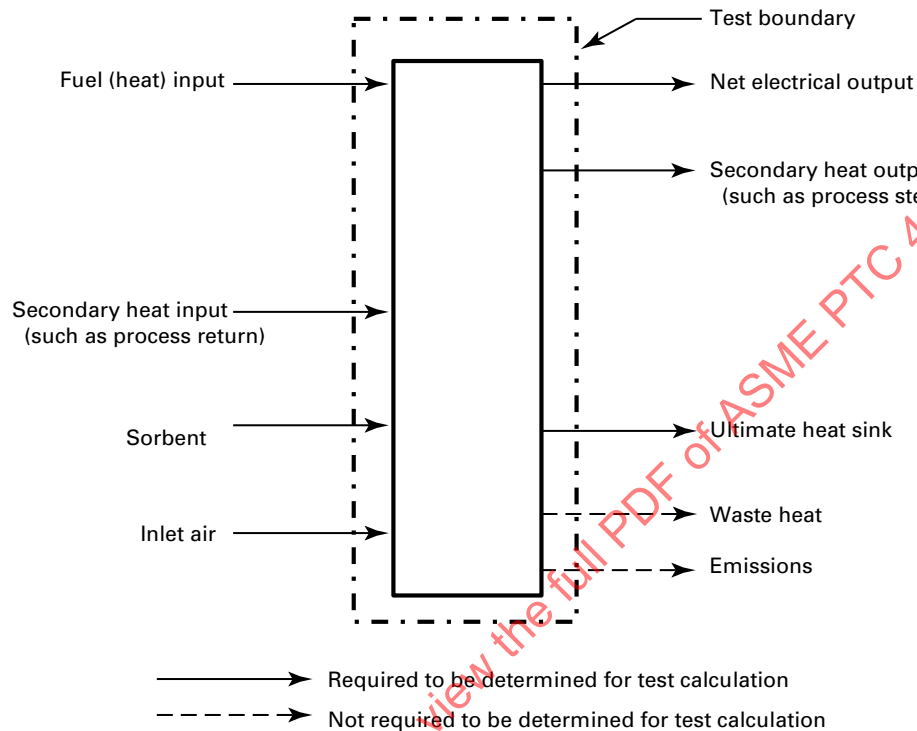 Test boundary
Fuel (heat) input
Net electrical output
Secondary heat outp
(such as process ste
Secondary heat input
(such as process return)
Sorbent
Ultimate heat sink
Inlet air
Waste heat
Emissions
Required to be determined for test calculation
Not required to be determined for test calculation
view the full PDF of ASME PTC 4